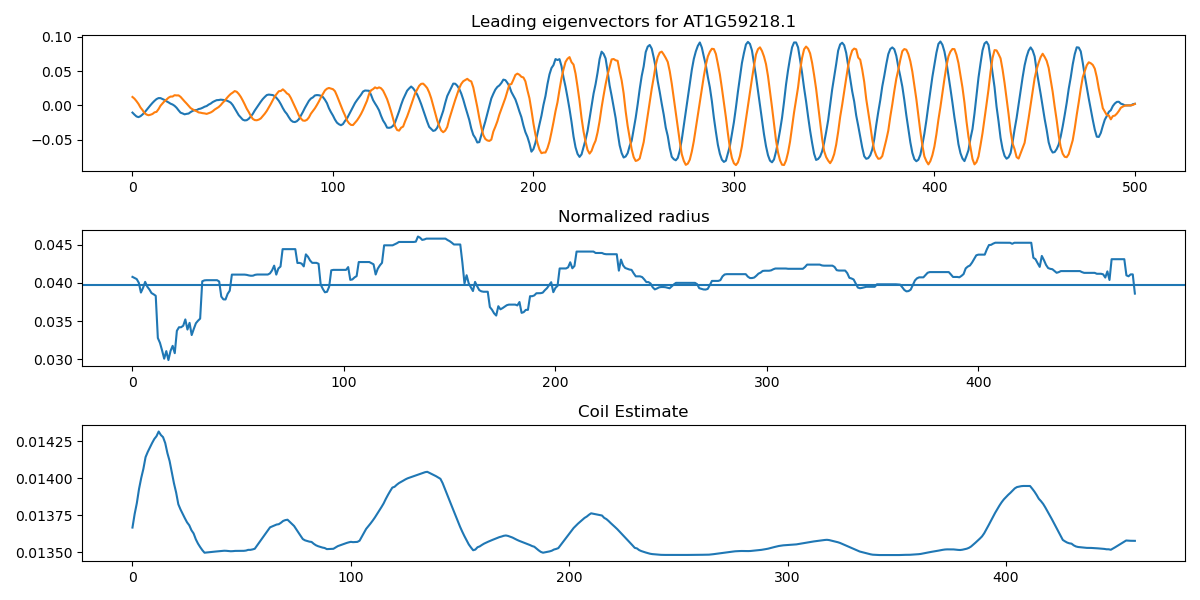 Leading eigenvectors for AT1G59218.1
0.10
0.05
0.00
−0.05
0 100 200 300 400 500
Normalized radius
0.045
0.040
0.035
0.030
0 100 200 300 400
Coil Estimate
0.01425
0.01400
0.01375
0.01350
0 100 200 300 400